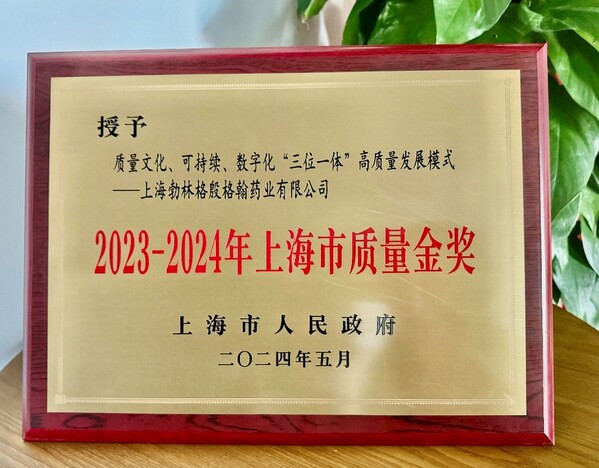 授予
质量文化、可持续、数字化“三位一体”高质量发展模式
——上海勃林格殷格翰药业有限公司
2023-2024年上海市质量金奖
上海市人民政府
二〇二四年五月